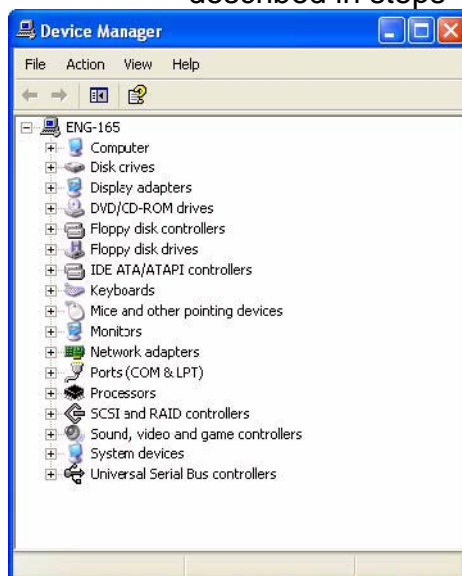 described in steps
Device Manager
File Action View Help
ENG-165
Computer
Disk crives
Display adapters
DVD/CD-ROM drives
Floppy disk controllers
Floppy disk drives
IDE ATA/ATAPI controllers
Keyboards
Mice and other pointing devices
Monitors
Network adapters
Ports (COM & LPT)
Processors
SCSI and RAID controllers
Sound, video and game controllers
System devices
Universal Serial Bus controllers